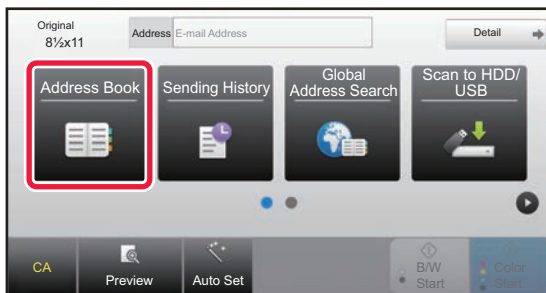 Original
8½x11
Address E-mail Address
Detail
Address Book
Sending History
Global
Address Search
Scan to HDD/
USB
CA
Preview
Auto Set
B/W
Start
Color
Start